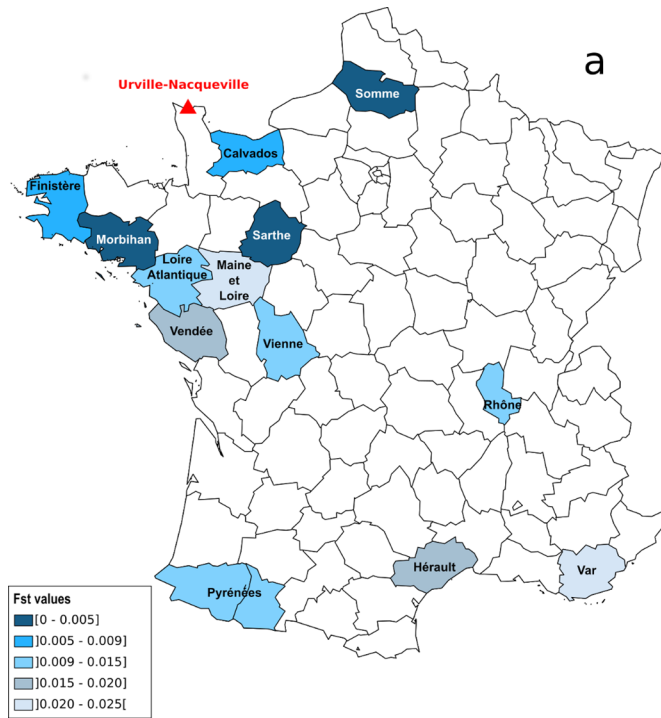 a
Urville-Nacqueville
Somme
Calvados
Finistère
Morbihan
Sarthe
Loire
Atlantique
Maine
et
Loire
Vendée
Vienne
Rhône
Pyrénées
Hérault
Var
Fst values
[0 - 0.005]
]0.005 - 0.009]
]0.009 - 0.015]
]0.015 - 0.020]
]0.020 - 0.025[